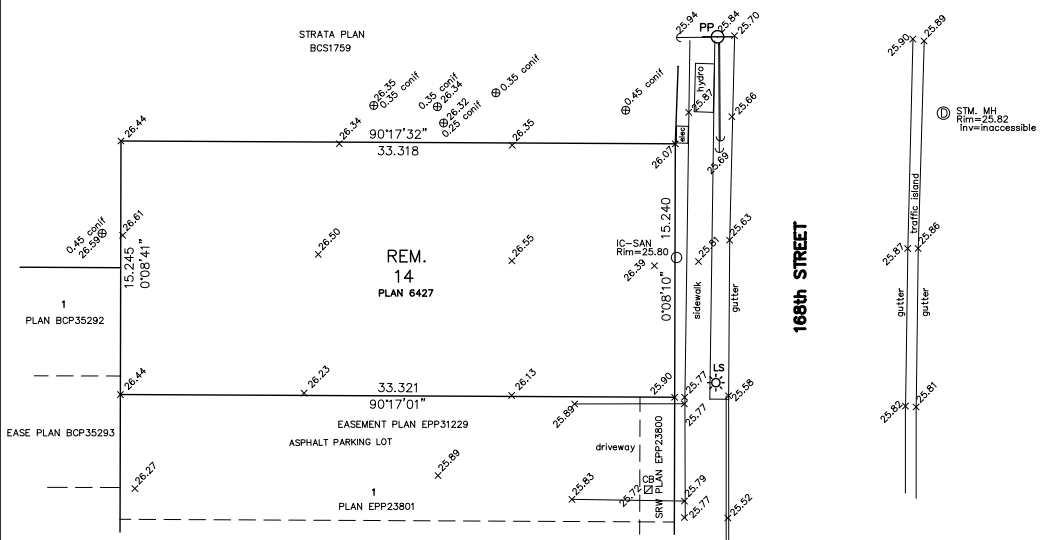 STRATA PLAN
BCS1759
25.94
PP
25.84
25.70
25.90
25.89
26.35
0.35 conif
0.35 conif
26.34
0.35 conif
26.32
0.25 conif
0.45 conif
hydro
25.87
25.66
STM. MH
Rim=25.82
Inv=inaccessible
26.44
26.34
90°17'32"
33.318
26.35
26.07
elec
25.69
0.45 conif
26.59
26.61
15.245
0°08'41"
26.50
26.55
REM.
14
PLAN 6427
IC-SAN
Rim=25.80
26.39
15.240
0°08'10"
25.81
25.63
sidewalk
gutter
168th STREET
traffic island
25.87
25.86
gutter
gutter
1
PLAN BCP35292
26.44
26.23
33.321
90°17'01"
26.13
25.90
25.77
LS
25.58
25.82
25.81
25.89
25.77
EASEMENT PLAN EPP31229
ASPHALT PARKING LOT
EASE PLAN BCP35293
driveway
SRW PLAN EPP23800
26.27
25.89
25.83
CB
25.72
25.79
25.77
25.52
1
PLAN EPP23801